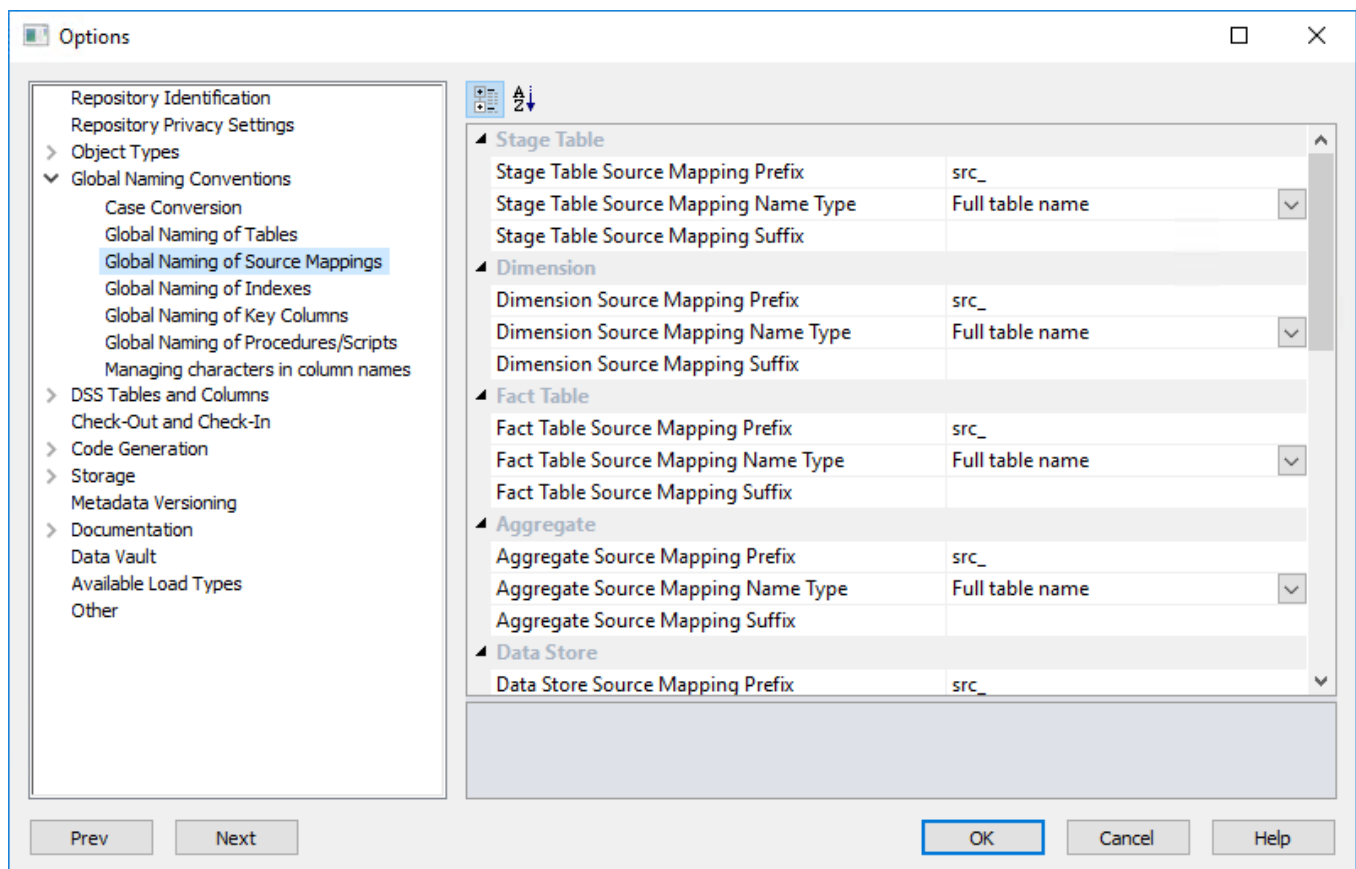 Options
Repository Identification
Repository Privacy Settings
Object Types
Global Naming Conventions
Case Conversion
Global Naming of Tables
Global Naming of Source Mappings
Global Naming of Indexes
Global Naming of Key Columns
Global Naming of Procedures/Scripts
Managing characters in column names
DSS Tables and Columns
Check-Out and Check-In
Code Generation
Storage
Metadata Versioning
Documentation
Data Vault
Available Load Types
Other
A
Z
Stage Table
Stage Table Source Mapping Prefix src_
Stage Table Source Mapping Name Type Full table name
Stage Table Source Mapping Suffix
Dimension
Dimension Source Mapping Prefix src_
Dimension Source Mapping Name Type Full table name
Dimension Source Mapping Suffix
Fact Table
Fact Table Source Mapping Prefix src_
Fact Table Source Mapping Name Type Full table name
Fact Table Source Mapping Suffix
Aggregate
Aggregate Source Mapping Prefix src_
Aggregate Source Mapping Name Type Full table name
Aggregate Source Mapping Suffix
Data Store
Data Store Source Mapping Prefix src_
Prev Next OK Cancel Help